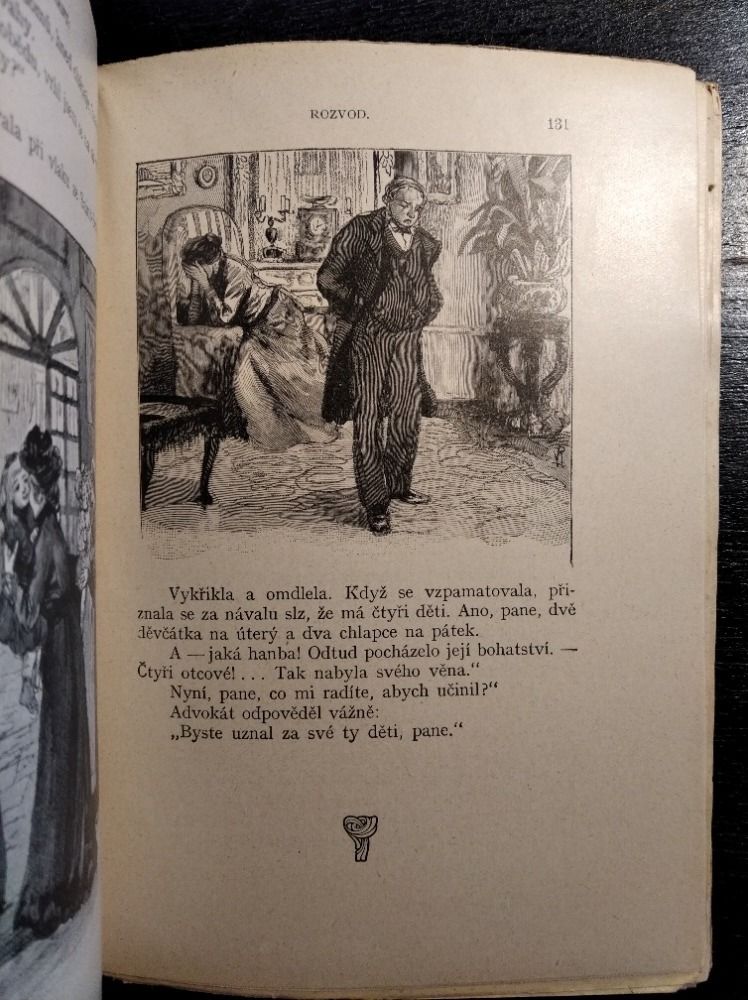 při vlaku a
ROZVOD.
131
Vykřikla a omdlela. Když se vzpamatovala, při-
znala se za návalu slz, že má čtyři děti. Ano, pane, dvě
děvčátka na úterý a dva chlapce na pátek.
A — jaká hanba! Odtud pocházelo její bohatství. —
Čtyři otcové! . . . Tak nabyla svého věna.“
Nyní, pane, co mi radíte, abych učinil?“
Advokát odpověděl vážně:
„Byste uznal za své ty děti, pane.“